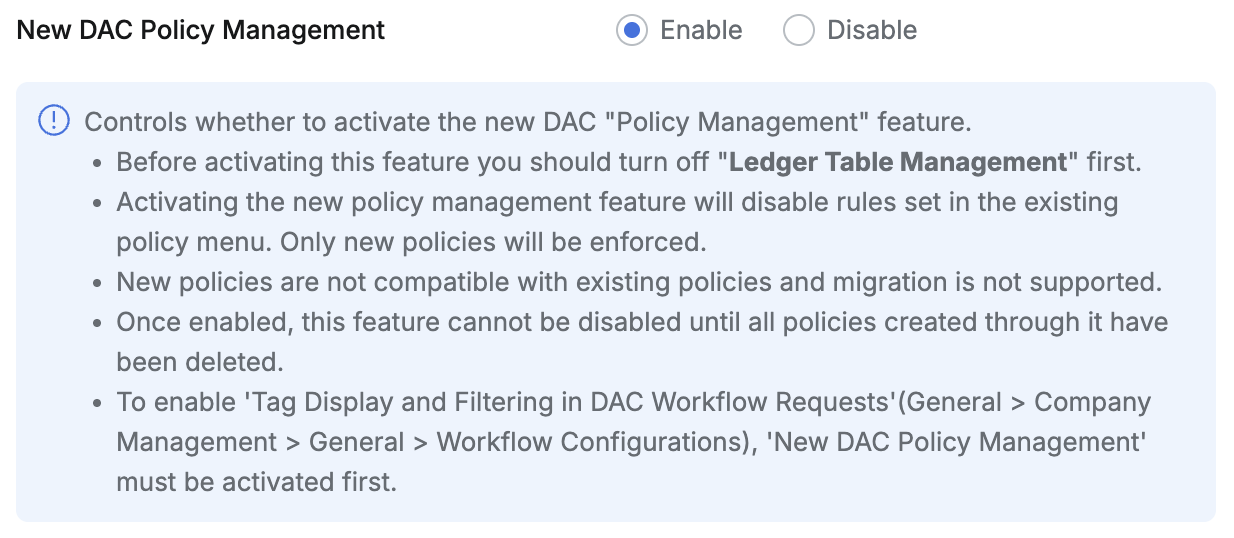 New DAC Policy Management
Enable
Disable
Controls whether to activate the new DAC "Policy Management" feature.
• Before activating this feature you should turn off "Ledger Table Management" first.
• Activating the new policy management feature will disable rules set in the existing
policy menu. Only new policies will be enforced.
• New policies are not compatible with existing policies and migration is not supported.
• Once enabled, this feature cannot be disabled until all policies created through it have
been deleted.
• To enable 'Tag Display and Filtering in DAC Workflow Requests'(General > Company
Management > General > Workflow Configurations), 'New DAC Policy Management'
must be activated first.